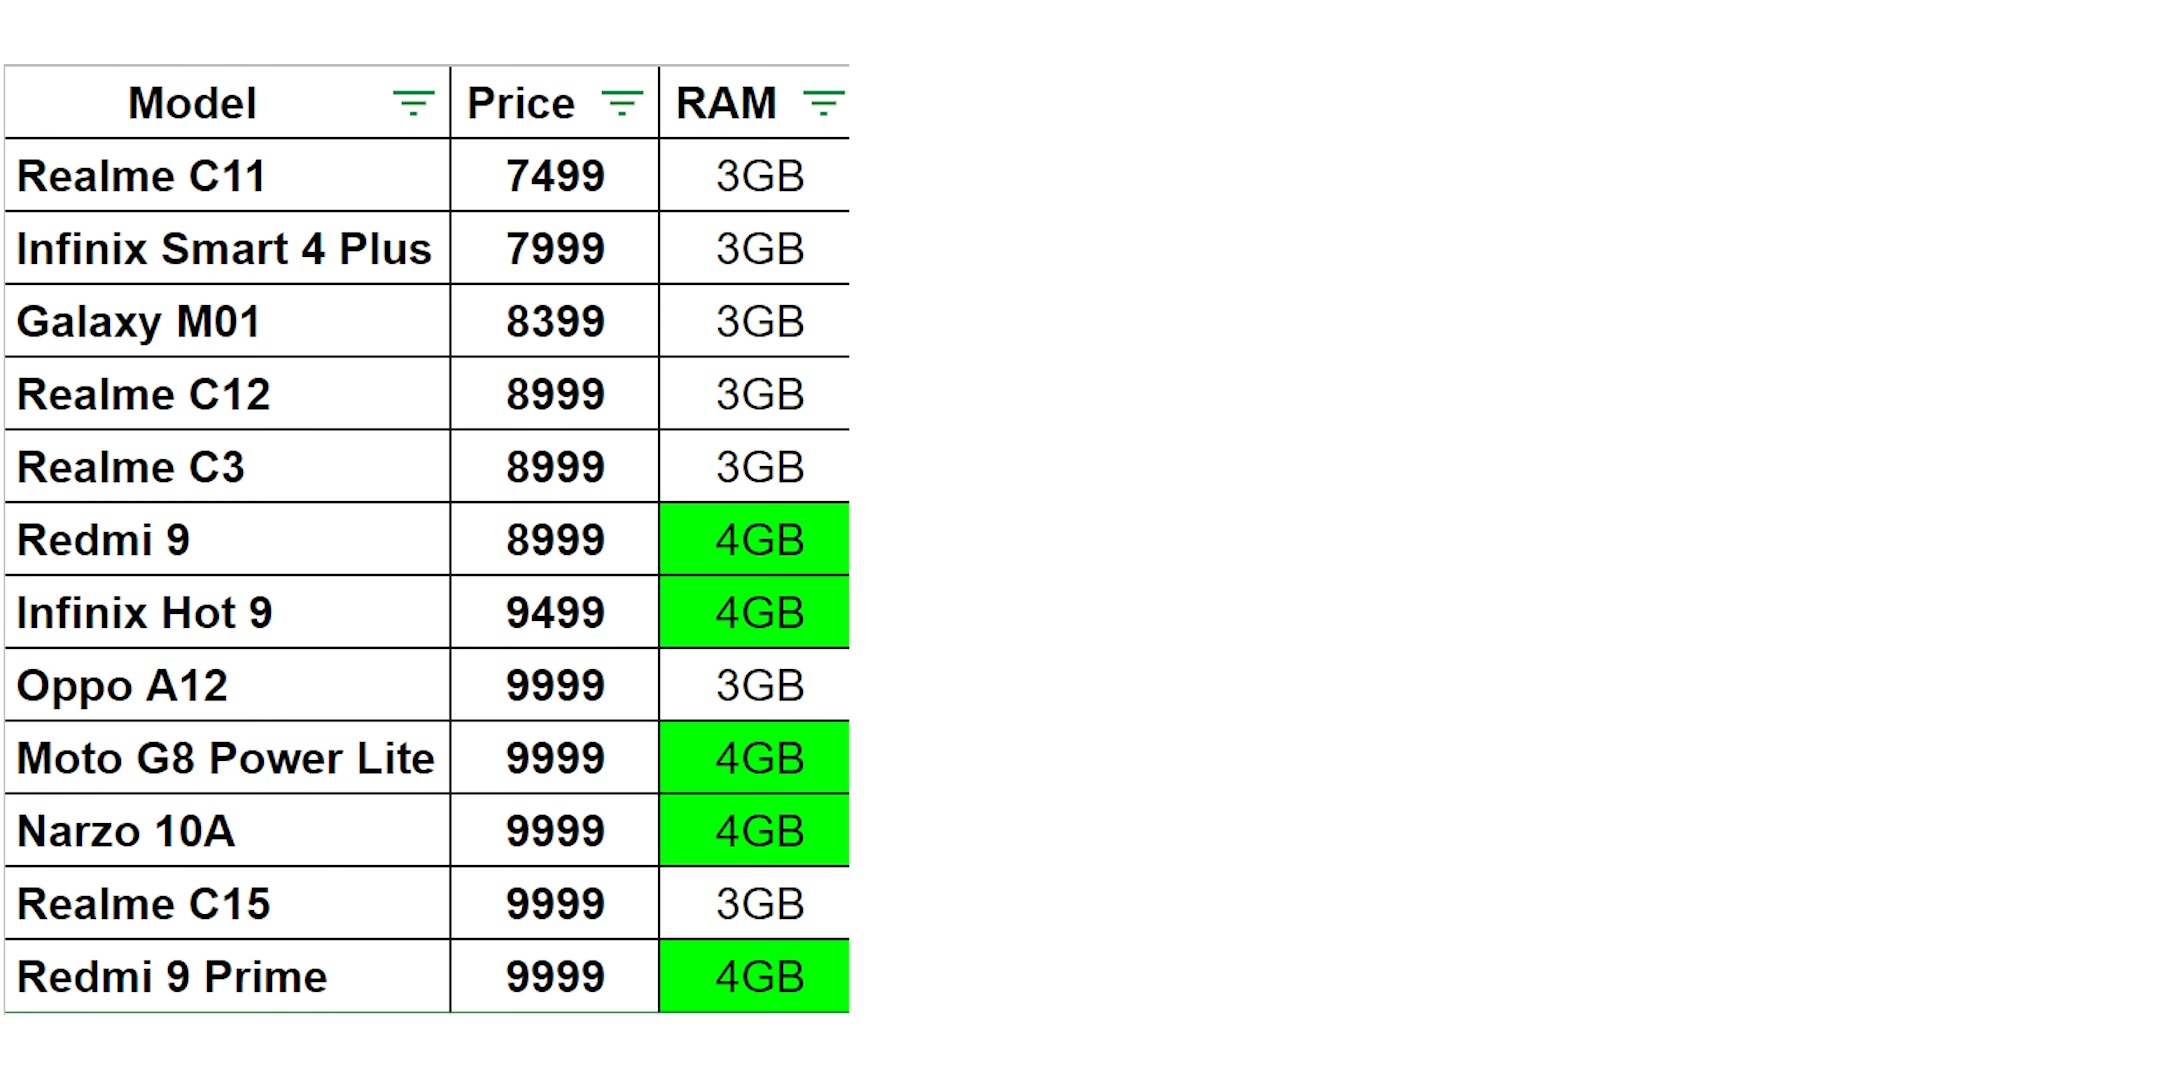 Model Price RAM
Realme C11 7499 3GB
Infinix Smart 4 Plus 7999 3GB
Galaxy M01 8399 3GB
Realme C12 8999 3GB
Realme C3 8999 3GB
Redmi 9 8999 4GB
Infinix Hot 9 9499 4GB
Oppo A12 9999 3GB
Moto G8 Power Lite 9999 4GB
Narzo 10A 9999 4GB
Realme C15 9999 3GB
Redmi 9 Prime 9999 4GB